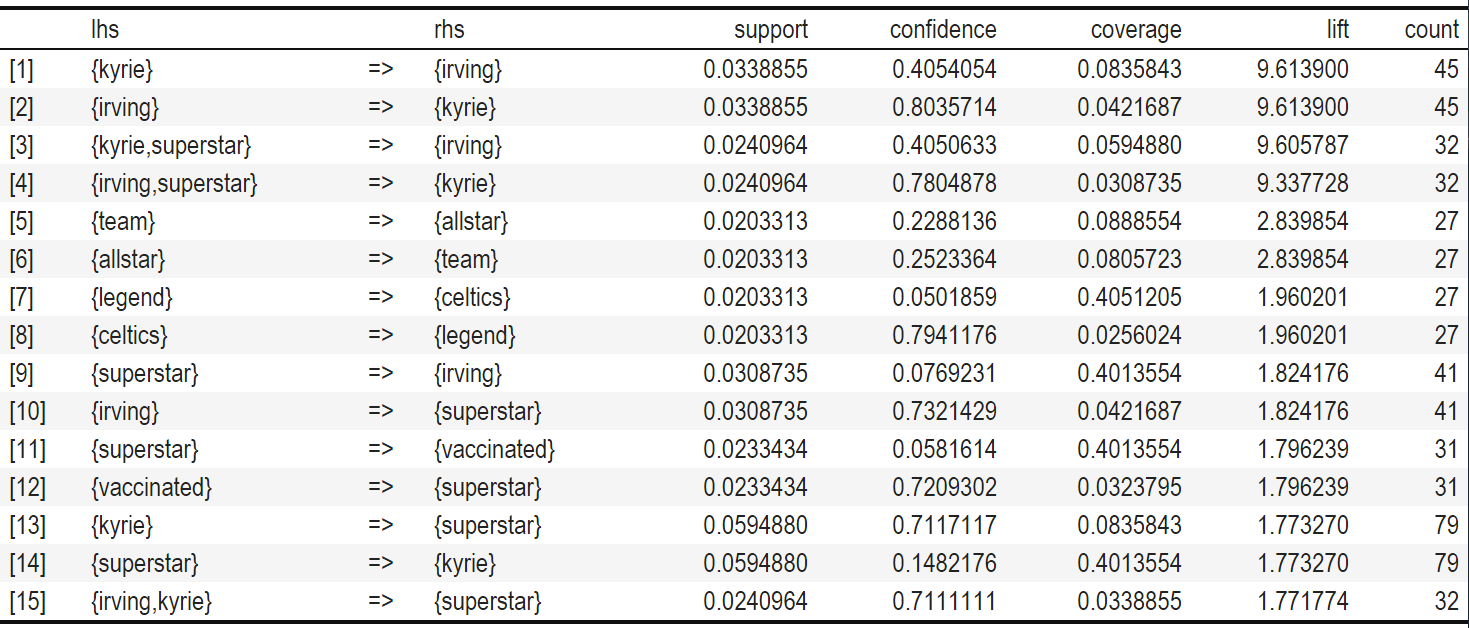 lhs rhs support confidence coverage lift count
[1] {kyrie} => {irving} 0.0338855 0.4054054 0.0835843 9.613900 45
[2] {irving} => {kyrie} 0.0338855 0.8035714 0.0421687 9.613900 45
[3] {kyrie,superstar} => {irving} 0.0240964 0.4050633 0.0594880 9.605787 32
[4] {irving,superstar} => {kyrie} 0.0240964 0.7804878 0.0308735 9.337728 32
[5] {team} => {allstar} 0.0203313 0.2288136 0.0888554 2.839854 27
[6] {allstar} => {team} 0.0203313 0.2523364 0.0805723 2.839854 27
[7] {legend} => {celtics} 0.0203313 0.0501859 0.4051205 1.960201 27
[8] {celtics} => {legend} 0.0203313 0.7941176 0.0256024 1.960201 27
[9] {superstar} => {irving} 0.0308735 0.0769231 0.4013554 1.824176 41
[10] {irving} => {superstar} 0.0308735 0.7321429 0.0421687 1.824176 41
[11] {superstar} => {vaccinated} 0.0233434 0.0581614 0.4013554 1.796239 31
[12] {vaccinated} => {superstar} 0.0233434 0.7209302 0.0323795 1.796239 31
[13] {kyrie} => {superstar} 0.0594880 0.7117117 0.0835843 1.773270 79
[14] {superstar} => {kyrie} 0.0594880 0.1482176 0.4013554 1.773270 79
[15] {irving,kyrie} => {superstar} 0.0240964 0.7111111 0.0338855 1.771774 32